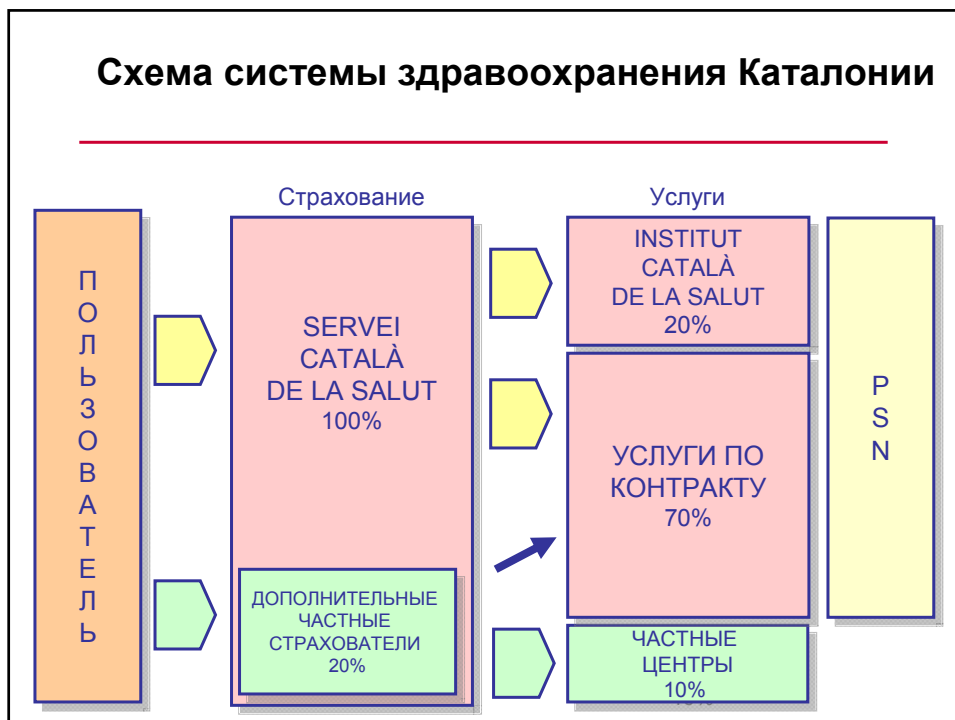 Схема системы здравоохранения Каталонии
Страхование
Услуги
П
О
Л
Ь
З
О
В
А
Т
Е
Л
Ь
SERVEI
CATALÀ
DE LA SALUT
100%
ДОПОЛНИТЕЛЬНЫЕ
ЧАСТНЫЕ
СТРАХОВАТЕЛИ
20%
INSTITUT
CATALÀ
DE LA SALUT
20%
УСЛУГИ ПО
КОНТРАКТУ
70%
ЧАСТНЫЕ
ЦЕНТРЫ
10%
P
S
N